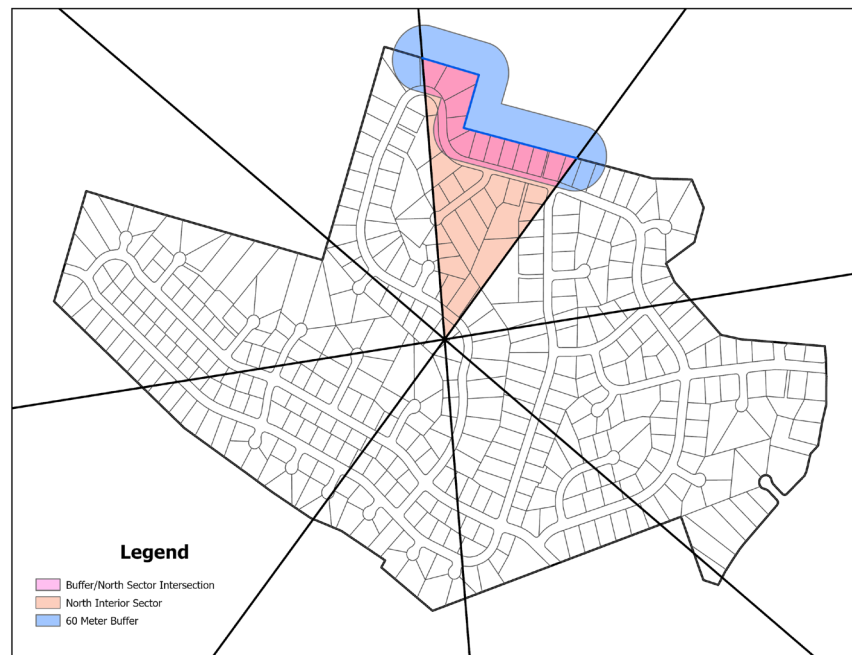 Legend
Buffer/North Sector Intersection
North Interior Sector
60 Meter Buffer